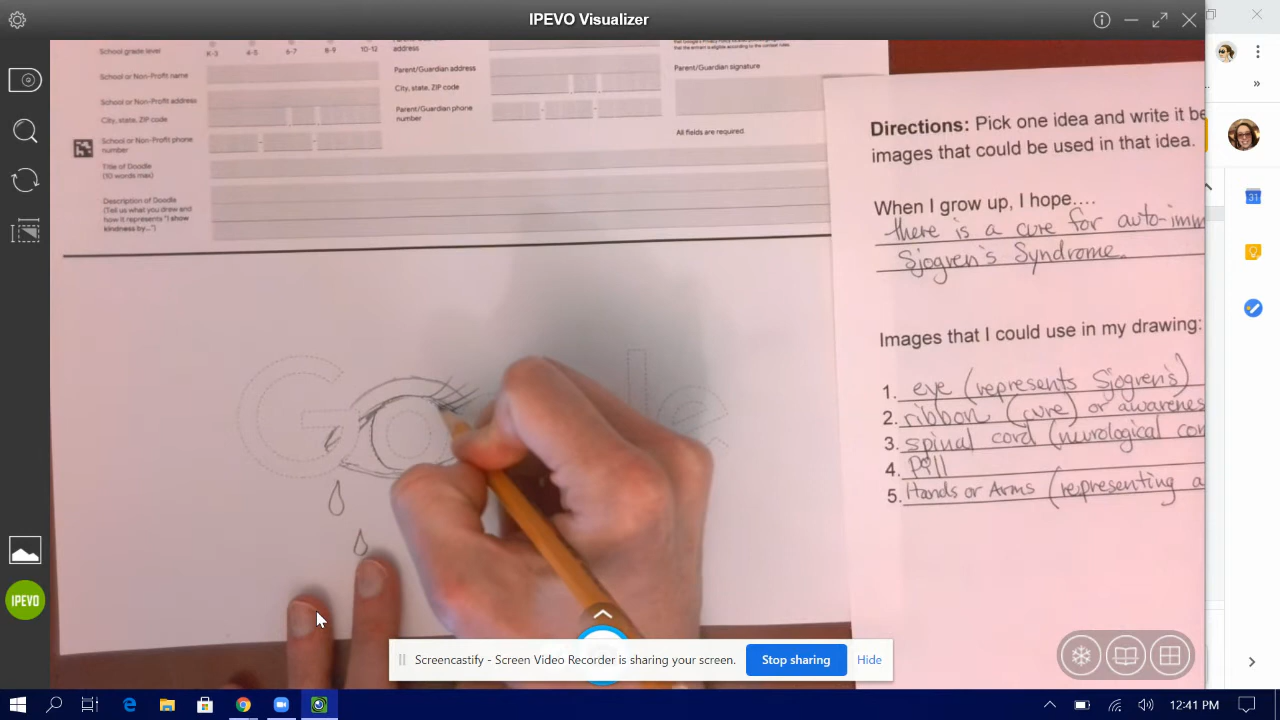 IPEVO Visualizer
School grade level
K-3 4-5 6-7 8-9 10-12
address
School or Non-Profit name
Parent/Guardian address
City, state, ZIP code
Parent/Guardian signature
School or Non-Profit address
City, state, ZIP code
Parent/Guardian phone
number
School or Non-Profit phone
number
All fields are required.
Title of Doodle
(10 words max)
Description of Doodle
(Tell us what you drew and
how it represents "I show
kindness by...")
G o le
Directions: Pick one idea and write it be
images that could be used in that idea.
When I grow up, I hope....
there is a cure for auto-imm
Sjogren's Syndrome.
Images that I could use in my drawing:
1. eye (represents Sjogren's)
2. ribbon (cure) or awarenes
3. spinal cord (neurological con
4. pill
5. Hands or Arms (representing a
31
IPEVO
Screencastify - Screen Video Recorder is sharing your screen.
Stop sharing
Hide
12:41 PM